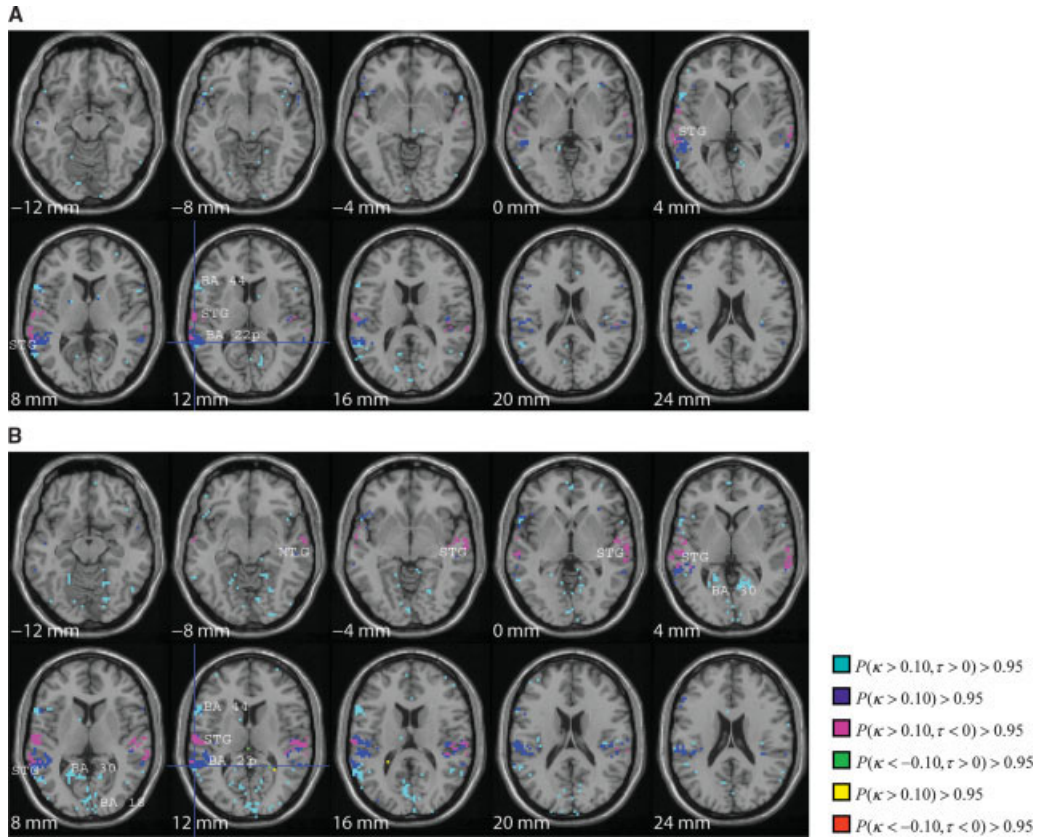 A
STG
−12 mm
−8 mm
−4 mm
0 mm
4 mm
BA 44
STG
BA 22p
STG
8 mm
12 mm
16 mm
20 mm
24 mm
B
MTG
STG
STG
STG
BA 30
−12 mm
−8 mm
−4 mm
0 mm
4 mm
BA 44
STG
BA 22p
STG
BA 30
BA 18
8 mm
12 mm
16 mm
20 mm
24 mm
P(κ > 0.10, τ > 0) > 0.95
P(κ > 0.10) > 0.95
P(κ > 0.10, τ < 0) > 0.95
P(κ < −0.10, τ > 0) > 0.95
P(κ > 0.10) > 0.95
P(κ < −0.10, τ < 0) > 0.95